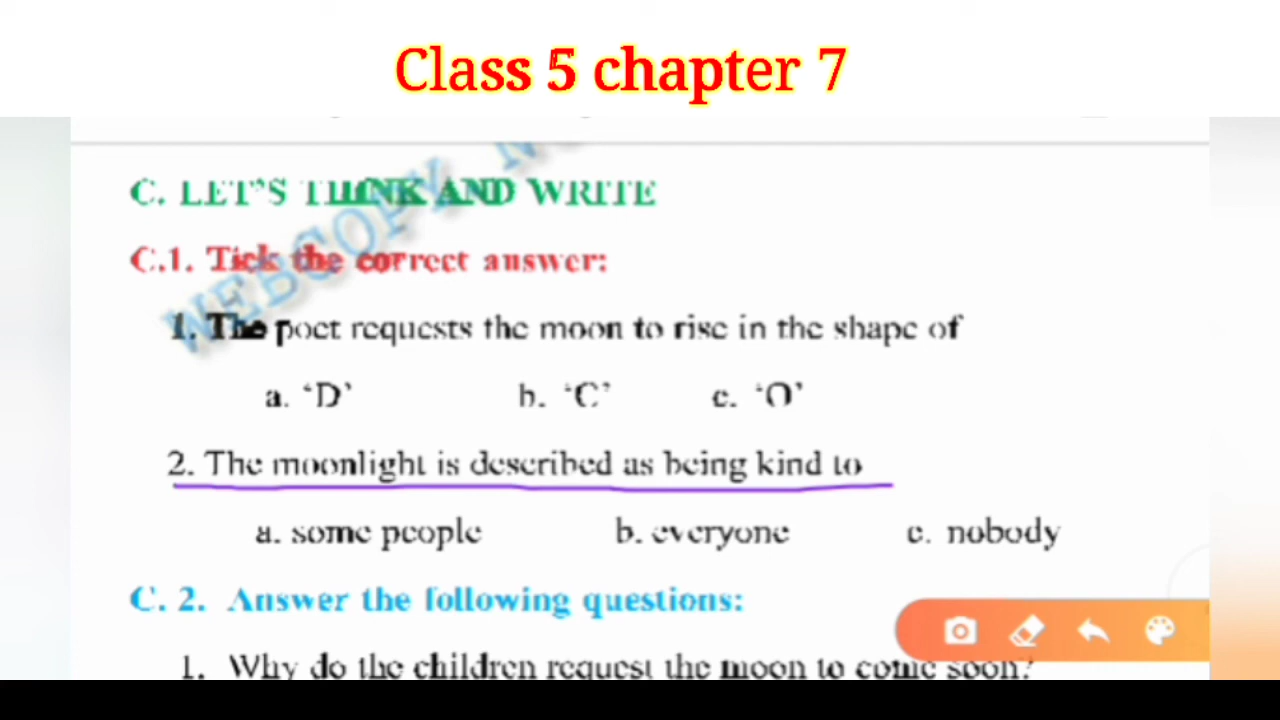 Class 5 chapter 7
C. LET'S THINK AND WRITE
C.1. Tick the correct answer:
1. The poet requests the moon to rise in the shape of
a. 'D' b. 'C' c. 'O'
2. The moonlight is described as being kind to
a. some people b. everyone c. nobody
C. 2. Answer the following questions:
1. Why do the children request the moon to come soon?
WEBCOPY